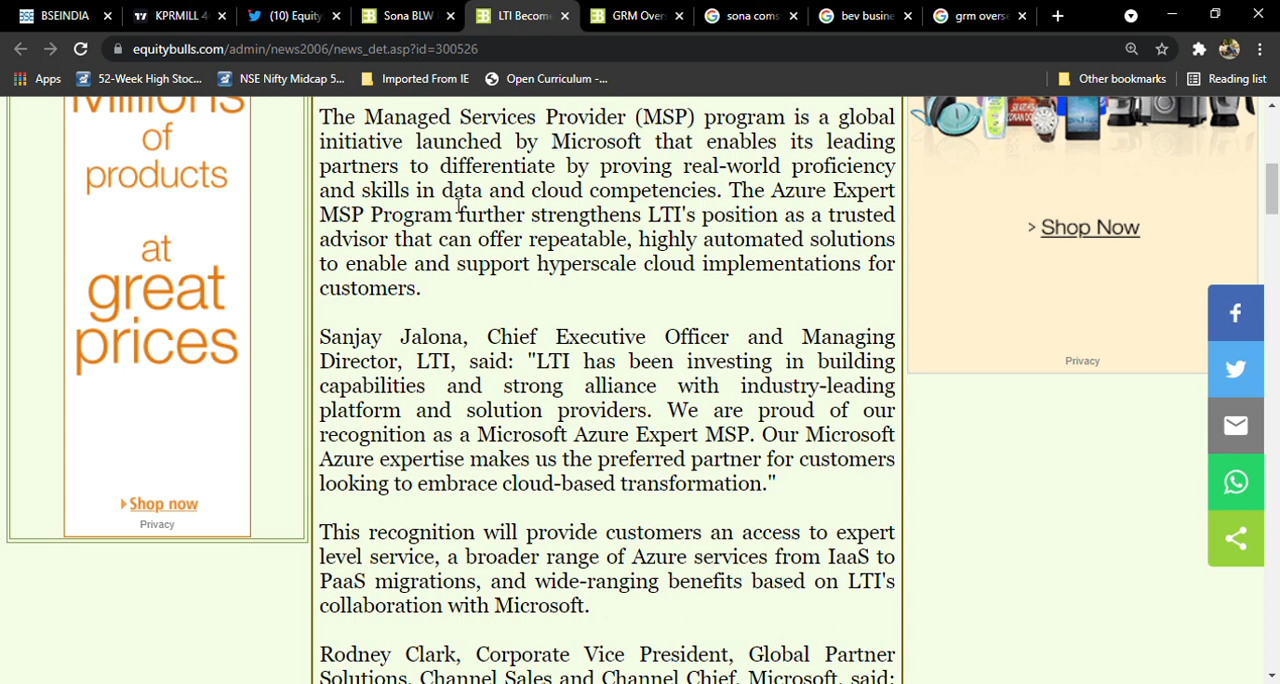 BSEINDIA
KPRMILL 4
(10) Equity
Sona BLW
LTI Becom
GRM Over
sona coms
bev busine
grm overse
equitybulls.com/admin/news2006/news_det.asp?id=300526
Apps
52-Week High Stoc...
NSE Nifty Midcap 5...
Imported From IE
Open Curriculum -...
Other bookmarks
Reading list
Millions
of
products
at
great
prices
Shop now
Privacy
The Managed Services Provider (MSP) program is a global
initiative launched by Microsoft that enables its leading
partners to differentiate by proving real-world proficiency
and skills in data and cloud competencies. The Azure Expert
MSP Program further strengthens LTI's position as a trusted
advisor that can offer repeatable, highly automated solutions
to enable and support hyperscale cloud implementations for
customers.
Sanjay Jalona, Chief Executive Officer and Managing
Director, LTI, said: "LTI has been investing in building
capabilities and strong alliance with industry-leading
platform and solution providers. We are proud of our
recognition as a Microsoft Azure Expert MSP. Our Microsoft
Azure expertise makes us the preferred partner for customers
looking to embrace cloud-based transformation."
This recognition will provide customers an access to expert
level service, a broader range of Azure services from IaaS to
PaaS migrations, and wide-ranging benefits based on LTI's
collaboration with Microsoft.
Rodney Clark, Corporate Vice President, Global Partner
Solutions, Channel Sales and Channel Chief, Microsoft, said:
> Shop Now
Privacy